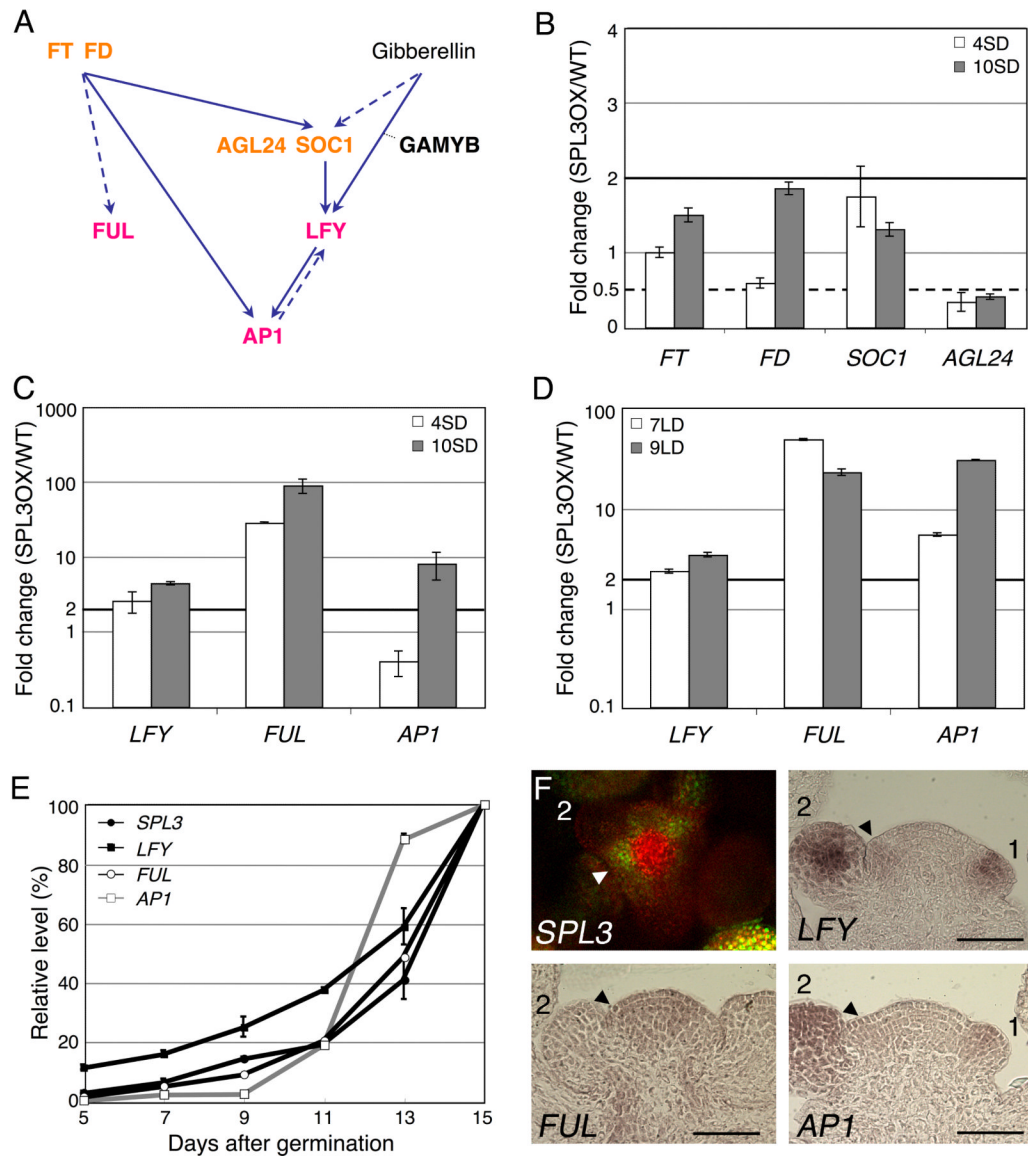 A
FT FD
Gibberellin
AGL24 SOC1
GAMYB
FUL
LFY
AP1
B
Fold change (SPL3OX/WT)
4
3
2
1
0.5
0
4SD
10SD
FT
FD
SOC1
AGL24
C
Fold change (SPL3OX/WT)
1000
100
10
2
1
0.1
4SD
10SD
LFY
FUL
AP1
D
Fold change (SPL3OX/WT)
100
10
2
1
0.1
7LD
9LD
LFY
FUL
AP1
E
Relative level (%)
100
80
60
40
20
0
SPL3
LFY
FUL
AP1
5
7
9
11
13
15
Days after germination
F
2
SPL3
2
1
LFY
2
FUL
2
1
AP1